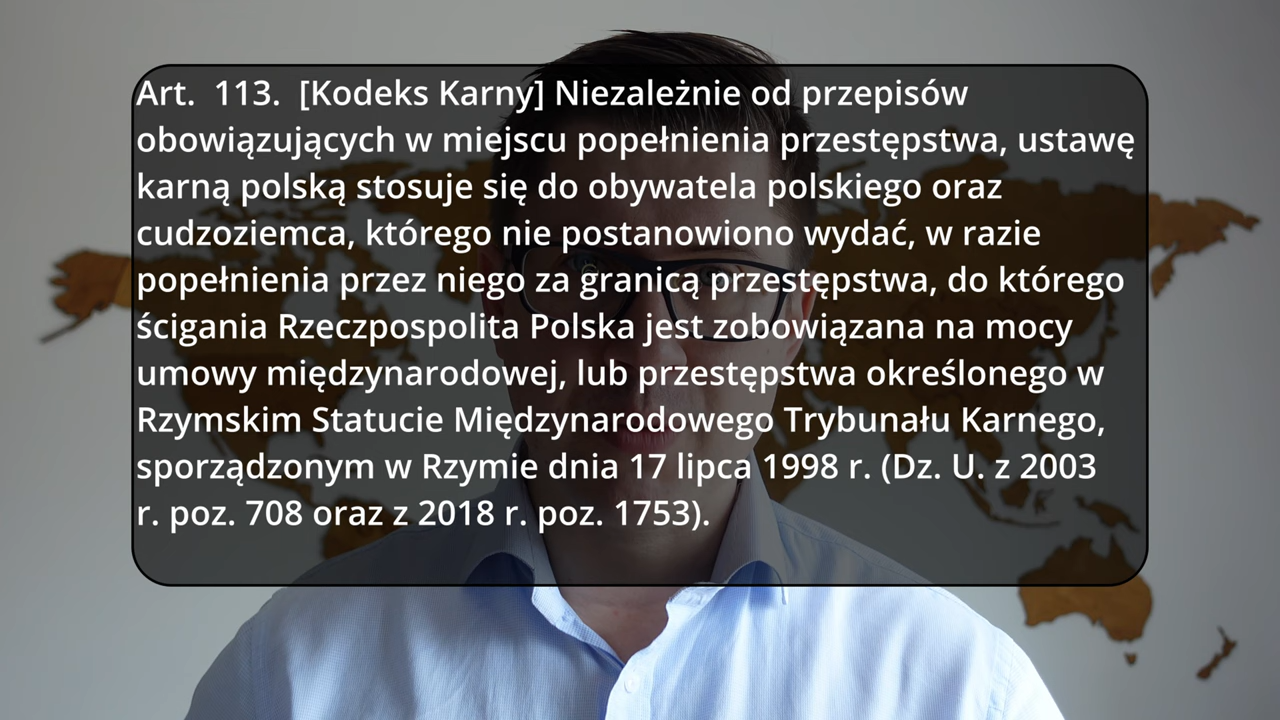 Art. 113. [Kodeks Karny] Niezależnie od przepisów
obowiązujących w miejscu popełnienia przestępstwa, ustawę
karną polską stosuje się do obywatela polskiego oraz
cudzoziemca, którego nie postanowiono wydać, w razie
popełnienia przez niego za granicą przestępstwa, do którego
ścigania Rzeczpospolita Polska jest zobowiązana na mocy
umowy międzynarodowej, lub przestępstwa określonego w
Rzymskim Statucie Międzynarodowego Trybunału Karnego,
sporządzonym w Rzymie dnia 17 lipca 1998 r. (Dz. U. z 2003
r. poz. 708 oraz z 2018 r. poz. 1753).